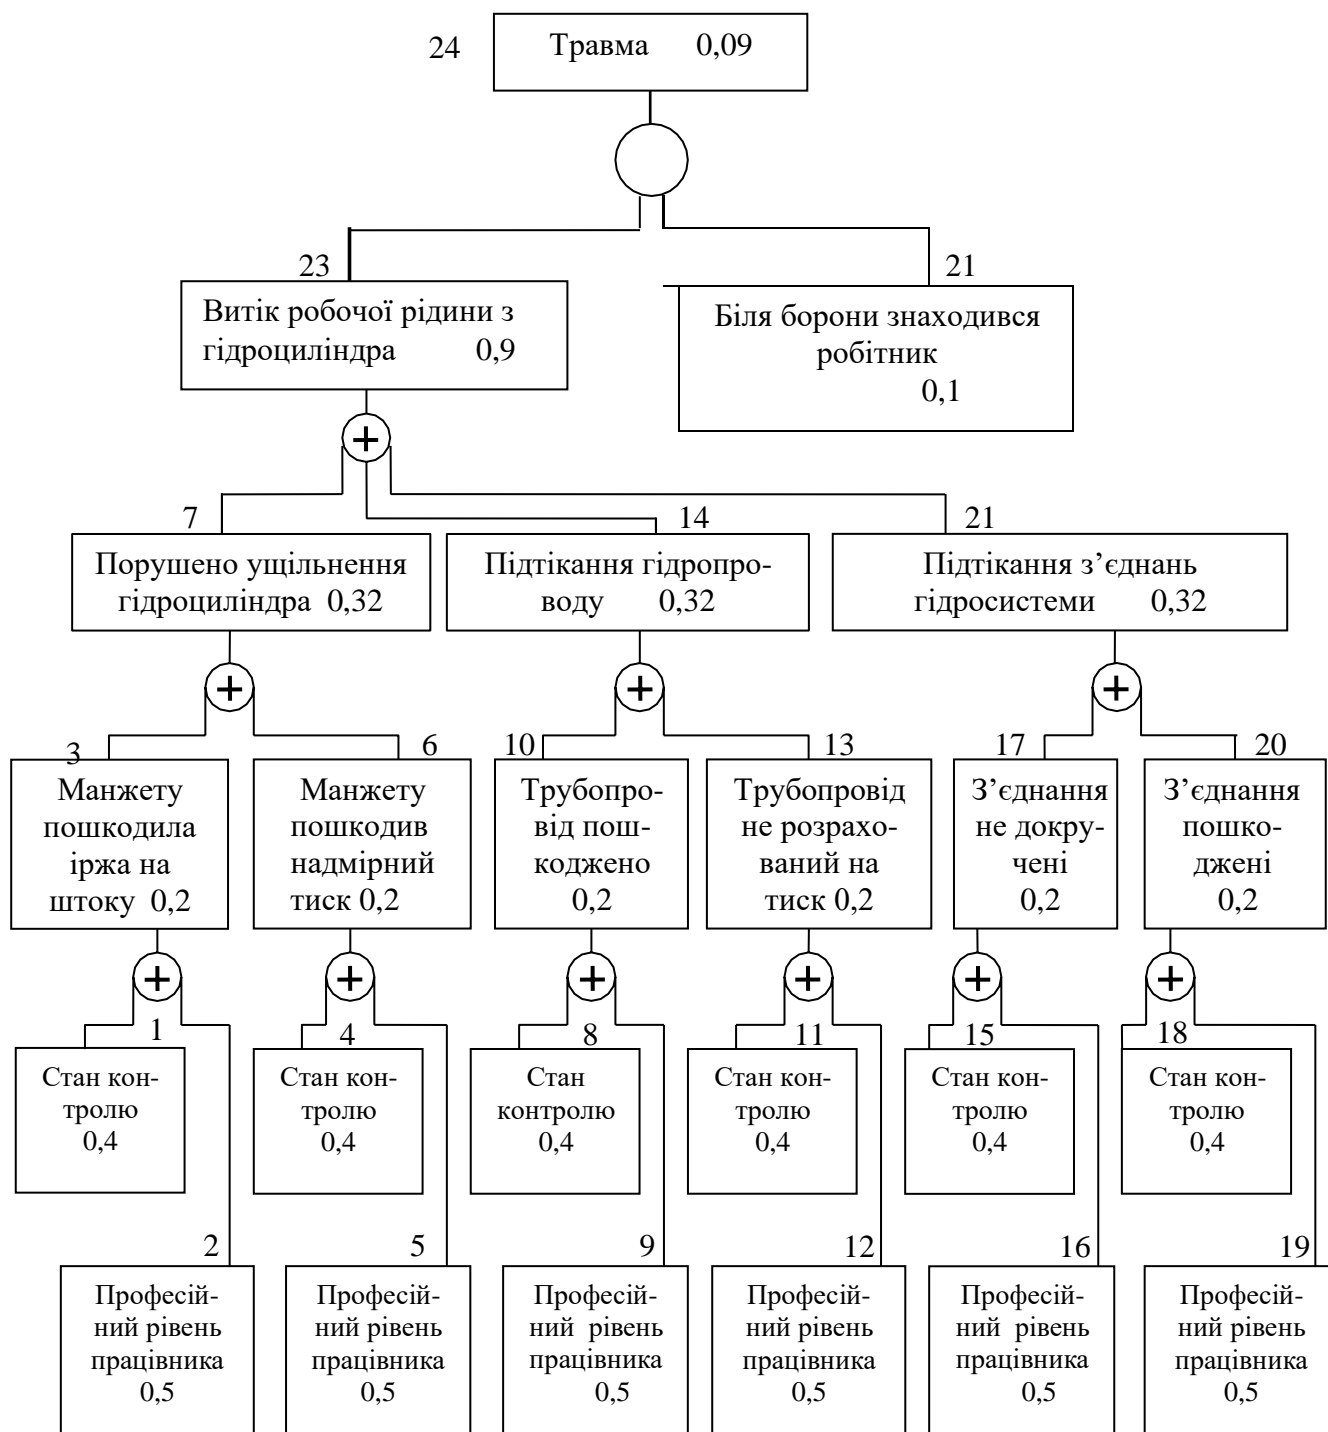 24
Травма 0,09
23
21
Витік робочої рідини з
гідроциліндра 0,9
Біля борони знаходився
робітник
0,1
+
7
14
21
Порушено ущільнення
гідроциліндра 0,32
Підтікання гідропро-
воду 0,32
Підтікання з’єднань
гідросистеми 0,32
+
+
+
3
6
10
13
17
20
Манжету
пошкодила
іржа на
штоку 0,2
Манжету
пошкодив
надмірний
тиск 0,2
Трубопро-
від пош-
коджено
0,2
Трубопровід
не розрахо-
ваний на
тиск 0,2
З’єднання
не докру-
чені
0,2
З’єднання
пошко-
джені
0,2
+
+
+
+
+
+
1
4
8
11
15
18
Стан кон-
тролю
0,4
Стан кон-
тролю
0,4
Стан
контролю
0,4
Стан кон-
тролю
0,4
Стан кон-
тролю
0,4
Стан кон-
тролю
0,4
2
5
9
12
16
19
Професій-
ний рівень
працівника
0,5
Професій-
ний рівень
працівника
0,5
Професій-
ний рівень
працівника
0,5
Професій-
ний рівень
працівника
0,5
Професій-
ний рівень
працівника
0,5
Професій-
ний рівень
працівника
0,5